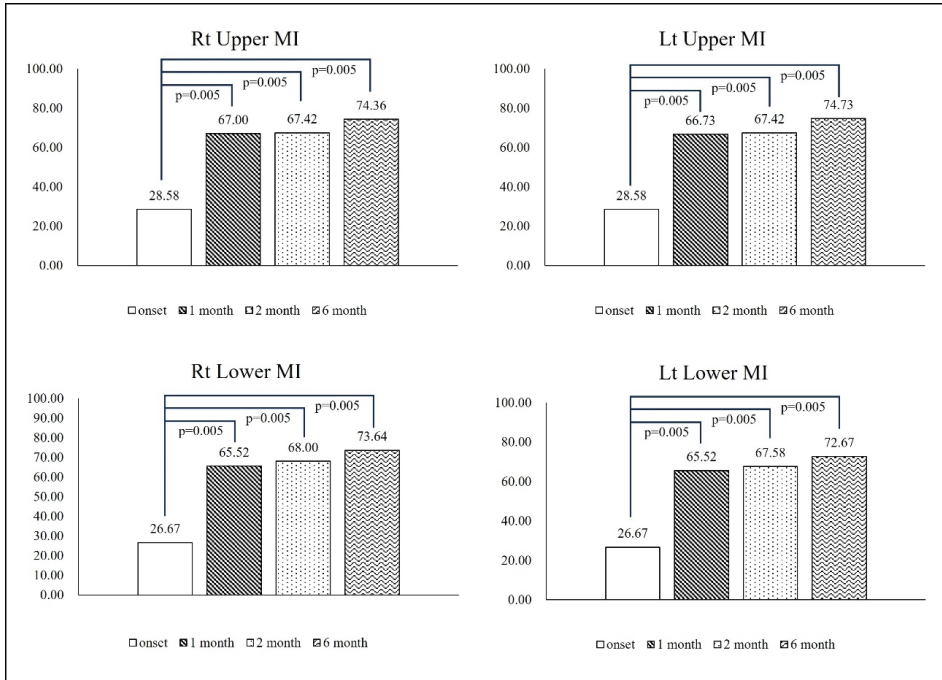 Rt Upper MI
100.00
80.00
60.00
40.00
20.00
0.00
p=0.005
p=0.005
p=0.005
28.58
67.00
67.42
74.36
onset 1 month 2 month 6 month
Lt Upper MI
100.00
80.00
60.00
40.00
20.00
0.00
p=0.005
p=0.005
p=0.005
28.58
66.73
67.42
74.73
onset 1 month 2 month 6 month
Rt Lower MI
100.00
90.00
80.00
70.00
60.00
50.00
40.00
30.00
20.00
10.00
0.00
p=0.005
p=0.005
p=0.005
26.67
65.52
68.00
73.64
onset 1 month 2 month 6 month
Lt Lower MI
100.00
80.00
60.00
40.00
20.00
0.00
p=0.005
p=0.005
p=0.005
26.67
65.52
67.58
72.67
onset 1 month 2 month 6 month